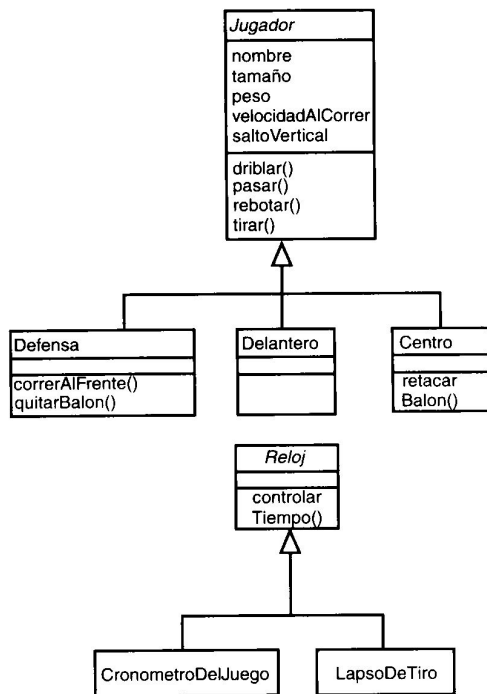 Jugador
nombre
tamaño
peso
velocidadAlCorrer
saltoVertical
driblar()
pasar()
rebotar()
tirar()
Defensa
correrAlFrente()
quitarBalon()
Delantero
Centro
retacar
Balon()
Reloj
controlar
Tiempo()
CronometroDelJuego
LapsoDeTiro